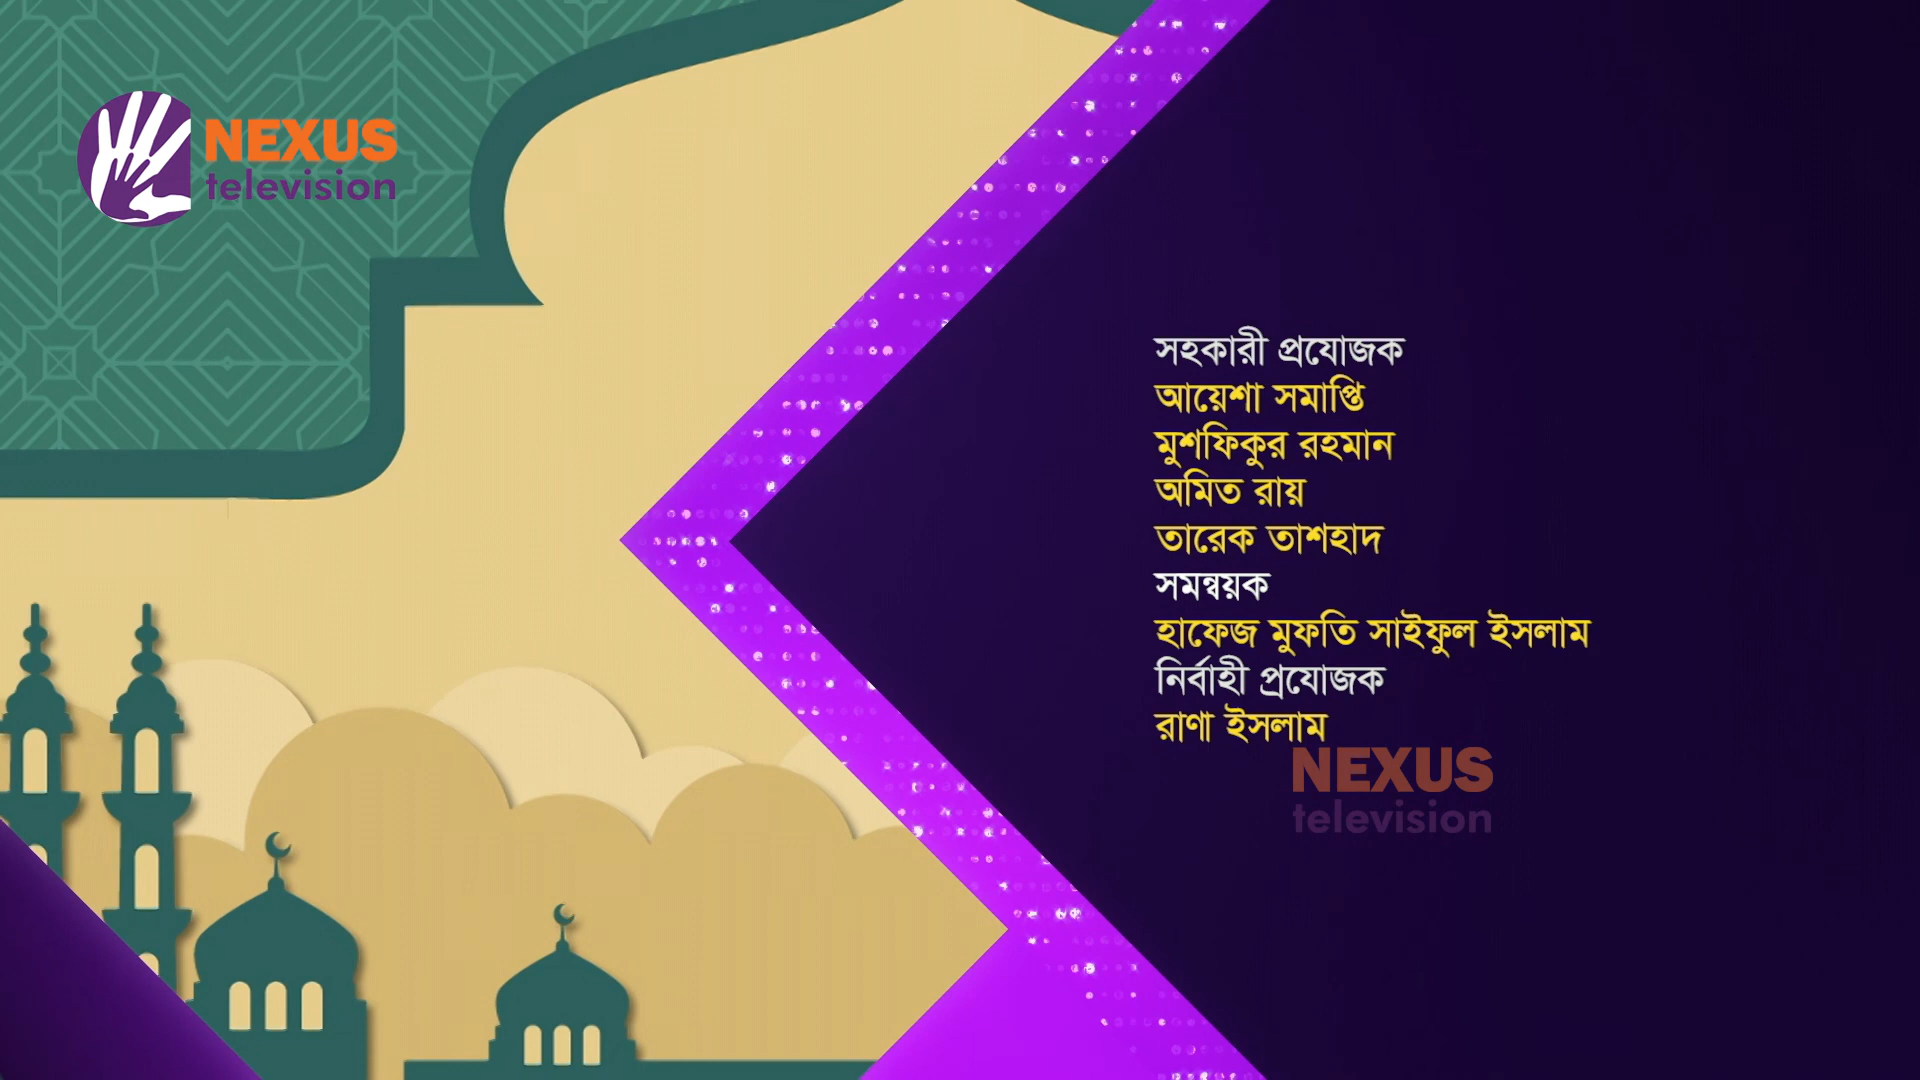 NEXUS
television
সহকারী প্রযোজক
আয়েশা সমাপ্তি
মুশফিকুর রহমান
অমিত রায়
তারেক তাশহাদ
সমন্বয়ক
হাফেজ মুফতি সাইফুল ইসলাম
নির্বাহী প্রযোজক
রাণা ইসলাম
NEXUS
television